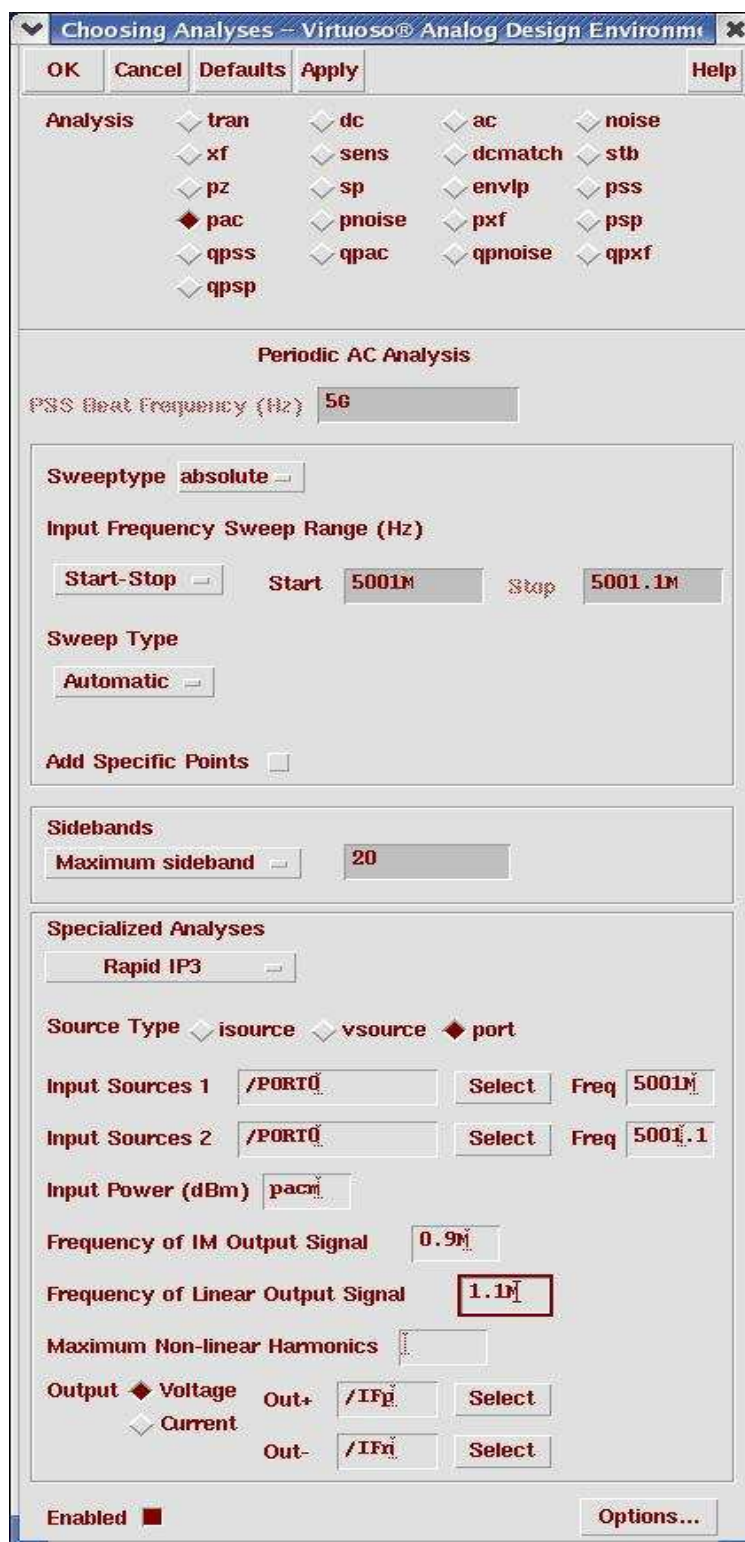 Choosing Analyses -- Virtuoso® Analog Design Environme
OK Cancel Defaults Apply Help
Analysis tran dc ac noise
xf sens dcmatch stb
pz sp envlp pss
pac pnoise pxf psp
qpss qpac qpnoise qpxf
qpsp
Periodic AC Analysis
PSS Beat Frequency (Hz) 5G
Sweeptype absolute
Input Frequency Sweep Range (Hz)
Start-Stop Start 5001M Stop 5001.1M
Sweep Type
Automatic
Add Specific Points
Sidebands
Maximum sideband 20
Specialized Analyses
Rapid IP3
Source Type isource vsource port
Input Sources 1 /PORT0 Select Freq 5001M
Input Sources 2 /PORT0 Select Freq 5001.1
Input Power (dBm) pacm
Frequency of IM Output Signal 0.9M
Frequency of Linear Output Signal 1.1M
Maximum Non-linear Harmonics
Output Voltage Out+ /IFp Select
Current
Out- /IFn Select
Enabled Options...